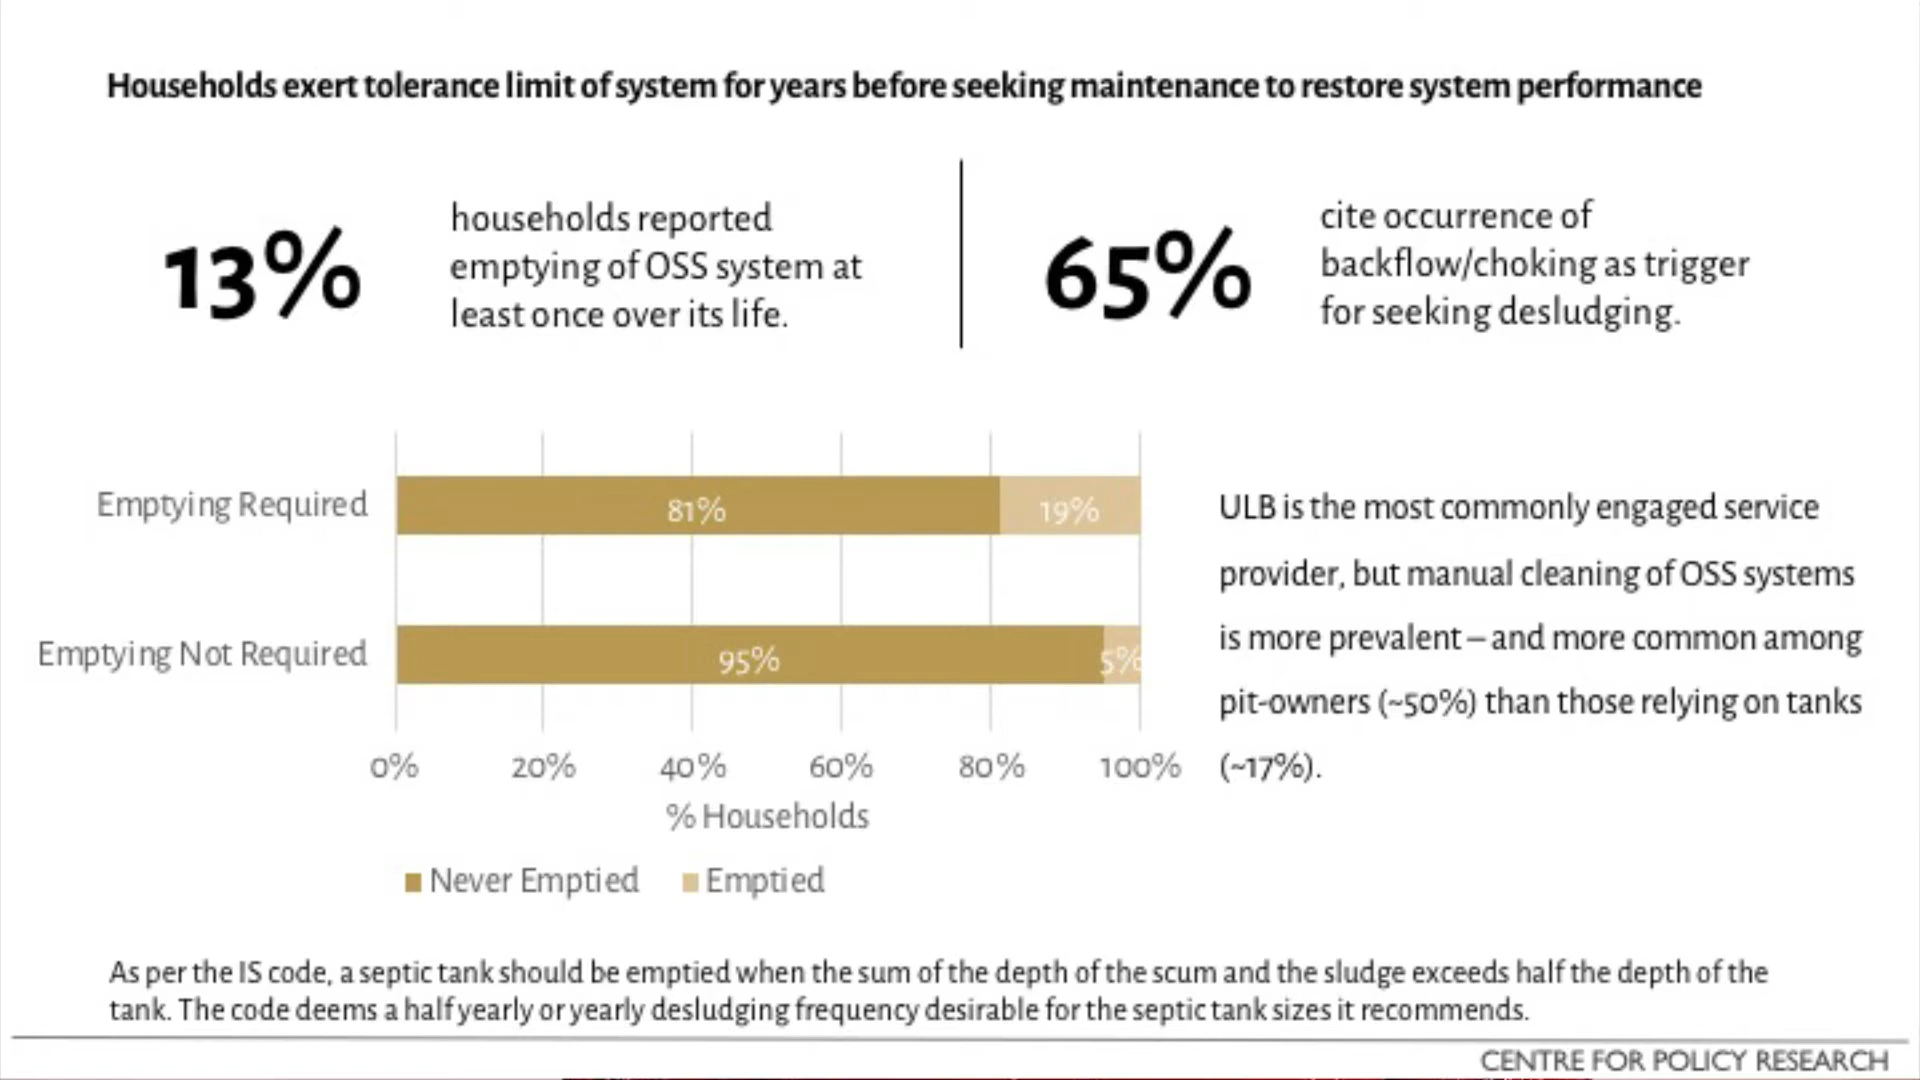 Households exert tolerance limit of system for years before seeking maintenance to restore system performance
13%
households reported
emptying of OSS system at
least once over its life.
65%
cite occurrence of
backflow/choking as trigger
for seeking desludging.
Emptying Required
81%
19%
Emptying Not Required
95%
5%
0%
20%
40%
60%
80%
100%
% Households
Never Emptied
Emptied
ULB is the most commonly engaged service
provider, but manual cleaning of OSS systems
is more prevalent – and more common among
pit-owners (~50%) than those relying on tanks
(~17%).
As per the IS code, a septic tank should be emptied when the sum of the depth of the scum and the sludge exceeds half the depth of the
tank. The code deems a half yearly or yearly desludging frequency desirable for the septic tank sizes it recommends.
CENTRE FOR POLICY RESEARCH